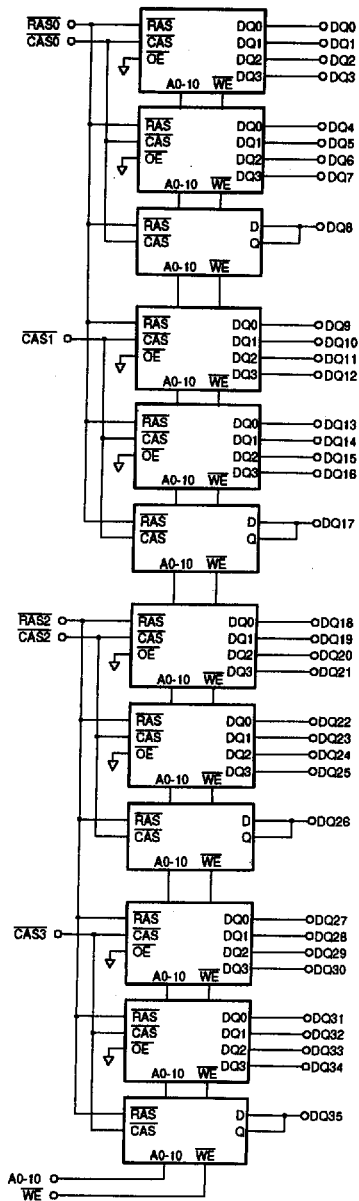 RAS0 RAS DQ0 DQ0
CAS0 CAS DQ1 DQ1
OE DQ2 DQ2
DQ3 DQ3
A0-10 WE
RAS DQ0 DQ4
CAS DQ1 DQ5
OE DQ2 DQ6
DQ3 DQ7
A0-10 WE
RAS D DQ8
CAS Q
A0-10 WE
RAS DQ0 DQ9
CAS1 CAS DQ1 DQ10
OE DQ2 DQ11
DQ3 DQ12
A0-10 WE
RAS DQ0 DQ13
CAS DQ1 DQ14
OE DQ2 DQ15
DQ3 DQ16
A0-10 WE
RAS D DQ17
CAS Q
A0-10 WE
RAS2 RAS DQ0 DQ18
CAS2 CAS DQ1 DQ19
OE DQ2 DQ20
DQ3 DQ21
A0-10 WE
RAS DQ0 DQ22
CAS DQ1 DQ23
OE DQ2 DQ24
DQ3 DQ25
A0-10 WE
RAS D DQ26
CAS Q
A0-10 WE
RAS DQ0 DQ27
CAS3 CAS DQ1 DQ28
OE DQ2 DQ29
DQ3 DQ30
A0-10 WE
RAS DQ0 DQ31
CAS DQ1 DQ32
OE DQ2 DQ33
DQ3 DQ34
A0-10 WE
RAS D DQ35
CAS Q
A0-10 WE
A0-10
WE